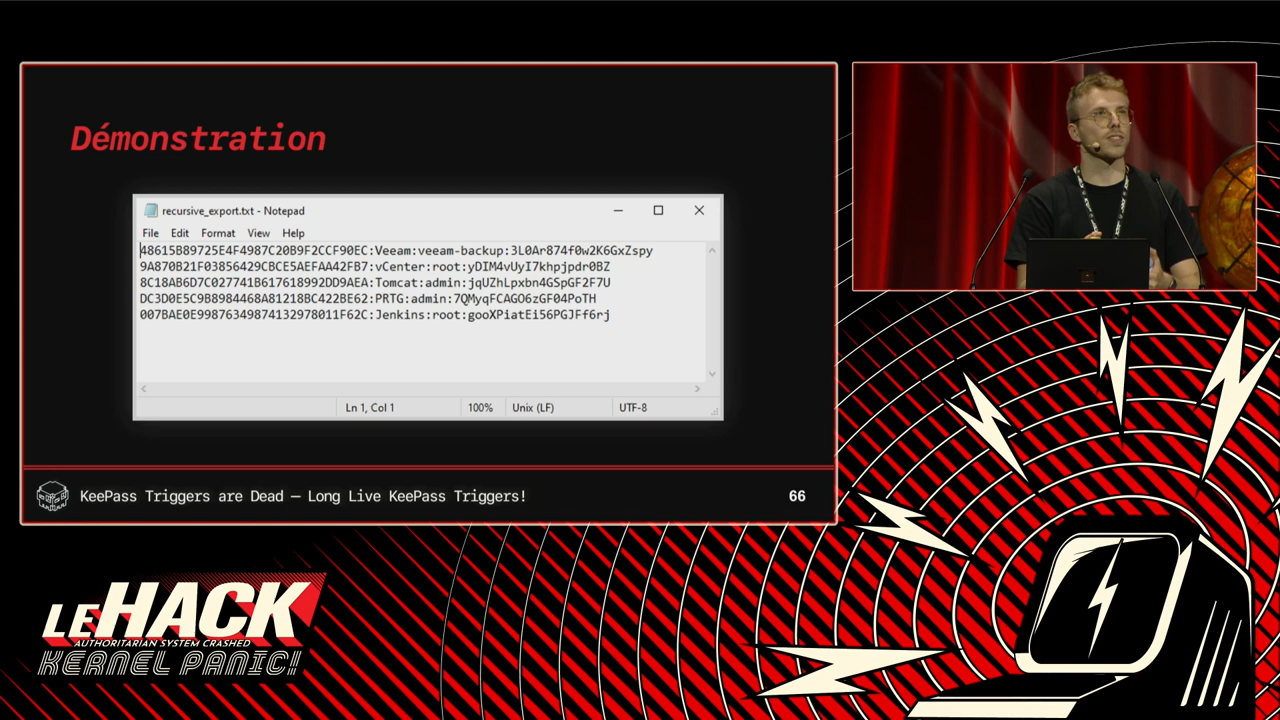 Démonstration
recursive_export.txt - Notepad
File Edit Format View Help
48615B89725E4F4987C20B9F2CCF90EC:Veeam:veeam-backup:3L0Ar874f0w2K6GxZspy
9A870B21F03856429CBCE5AEFAA42FB7:vCenter:root:yDIM4vUyI7khpjpdr0BZ
8C18AB6D7C027741B617618992DD9AEA:Tomcat:admin:jqUZhLpxbn4GSpGF2F7U
DC3D0E5C9B8984468A81218BC422BE62:PRTG:admin:7QMyqFCAGO6zGF04PoTH
007BAE0E99876349874132978011F62C:Jenkins:root:gooXPiatEi56PGJFf6rj
Ln 1, Col 1 100% Unix (LF) UTF-8
KeePass Triggers are Dead — Long Live KeePass Triggers! 66
LEHACK
AUTHORITARIAN SYSTEM CRASHED
KERNEL PANIC!